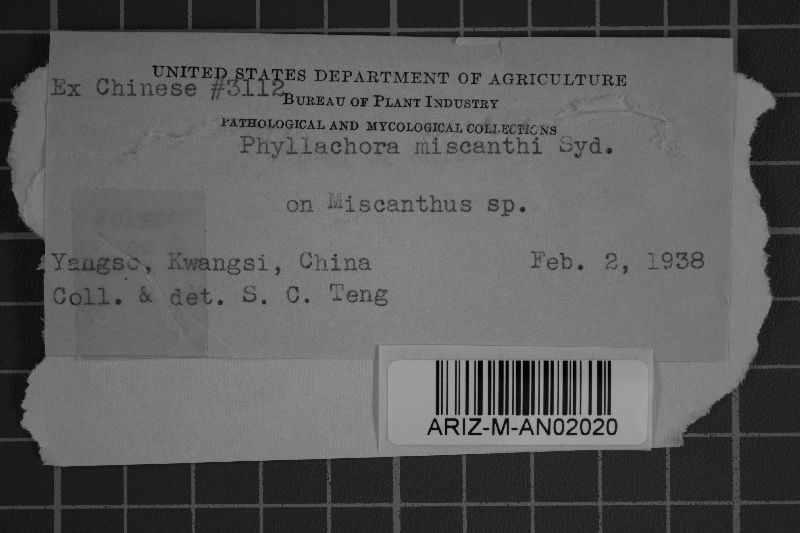 UNITED STATES DEPARTMENT OF AGRICULTURE
Ex Chinese #3112
BUREAU OF PLANT INDUSTRY
PATHOLOGICAL AND MYCOLOGICAL COLLECTIONS
Phyllachora miscanthi Syd.
on Miscanthus sp.
Yangso, Kwangsi, China Feb. 2, 1938
Coll. & det. S. C. Teng
ARIZ-M-AN02020